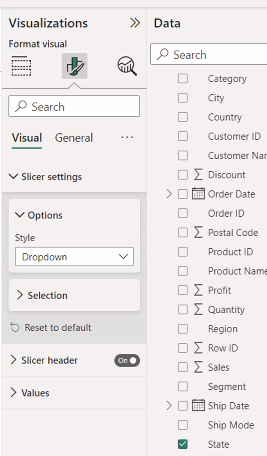 Visualizations
Format visual
Search
Visual
General
Slicer settings
Options
Style
Dropdown
Selection
Reset to default
Slicer header
On
Values
Data
Search
Category
City
Country
Customer ID
Customer Nam
Discount
Order Date
Order ID
Postal Code
Product ID
Product Name
Profit
Quantity
Region
Row ID
Sales
Segment
Ship Date
Ship Mode
State